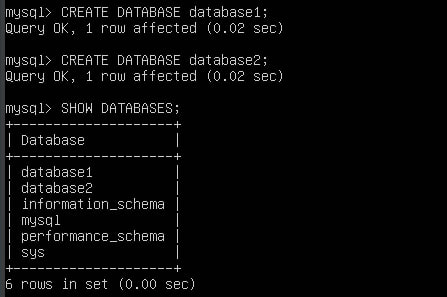 mysql> CREATE DATABASE database1;
Query OK, 1 row affected (0.02 sec)
mysql> CREATE DATABASE database2;
Query OK, 1 row affected (0.02 sec)
mysql> SHOW DATABASES;
+--------------------+
| Database           |
+--------------------+
| database1          |
| database2          |
| information_schema |
| mysql              |
| performance_schema |
| sys                |
+--------------------+
6 rows in set (0.00 sec)